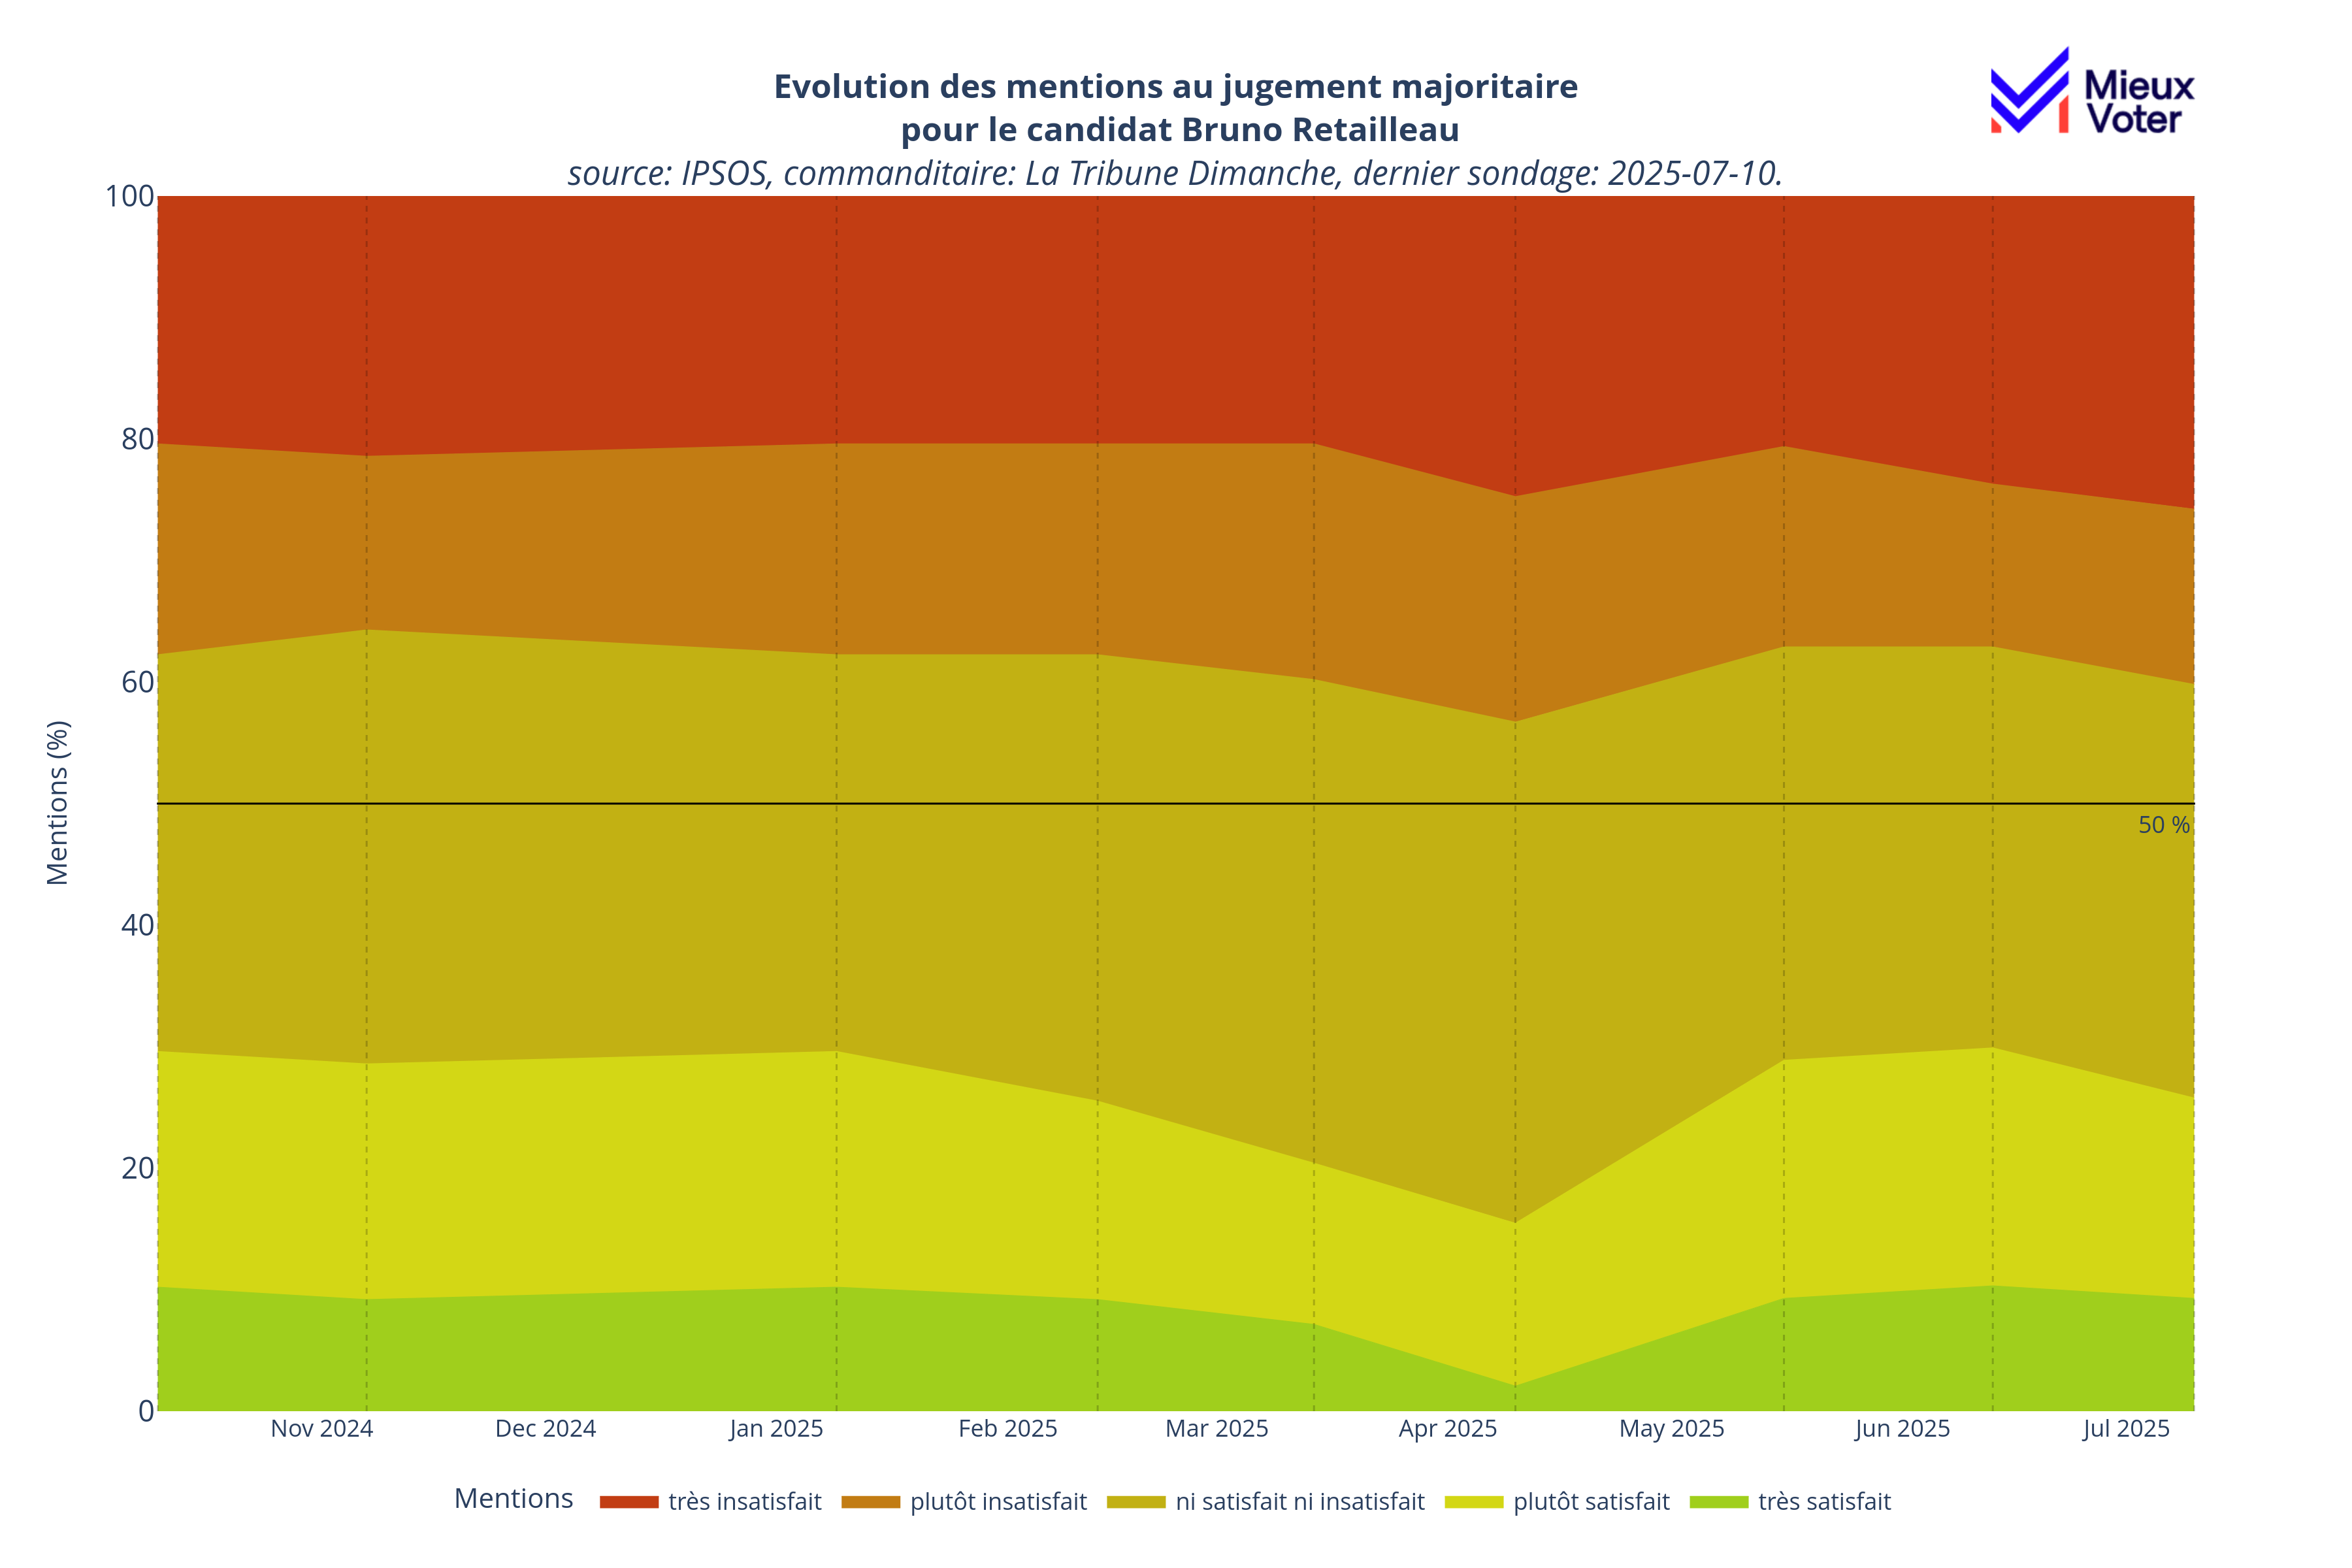 Evolution des mentions au jugement majoritaire
pour le candidat Bruno Retailleau
source: IPSOS, commanditaire: La Tribune Dimanche, dernier sondage: 2025-07-10.
Mieux
Voter
100
80
60
40
20
0
Mentions (%)
50 %
Nov 2024
Dec 2024
Jan 2025
Feb 2025
Mar 2025
Apr 2025
May 2025
Jun 2025
Jul 2025
Mentions
très insatisfait
plutôt insatisfait
ni satisfait ni insatisfait
plutôt satisfait
très satisfait